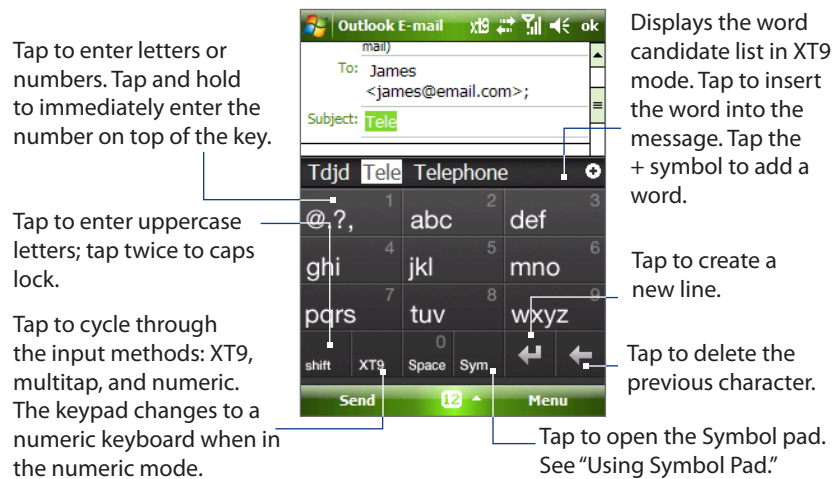 Tap to enter letters or
numbers. Tap and hold
to immediately enter the
number on top of the key.
Tap to enter uppercase
letters; tap twice to caps
lock.
Tap to cycle through
the input methods: XT9,
multitap, and numeric.
The keypad changes to a
numeric keyboard when in
the numeric mode.
Outlook E-mail xt9 ok
mail)
To: James
<james@email.com>;
Subject: Tele
Tdjd Tele Telephone
@.?, 1 abc 2 def 3
ghi 4 jkl 5 mno 6
pqrs 7 tuv 8 wxyz 9
shift XT9 0 Space Sym
Send 12 Menu
Displays the word
candidate list in XT9
mode. Tap to insert
the word into the
message. Tap the
+ symbol to add a
word.
Tap to create a
new line.
Tap to delete the
previous character.
Tap to open the Symbol pad.
See “Using Symbol Pad.”